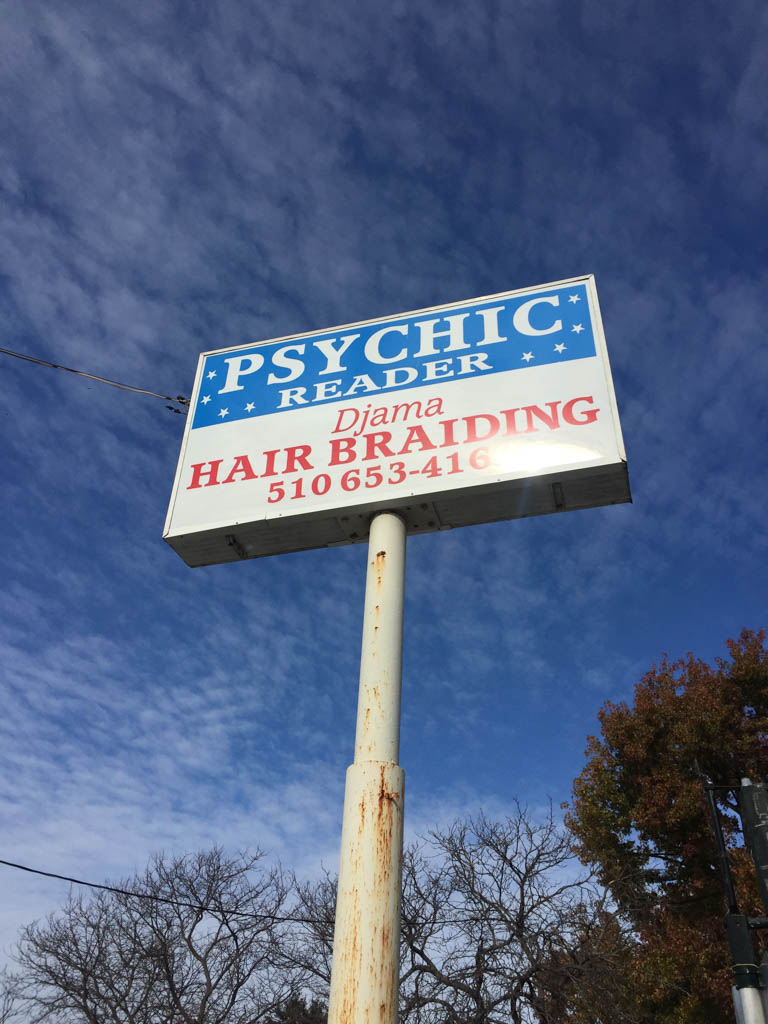 PSYCHIC
READER
Djama
HAIR BRAIDING
510 653-416